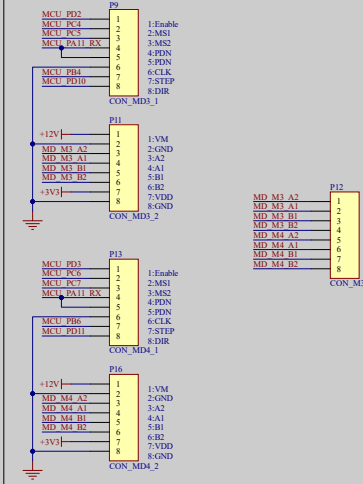 P9
MCU_PD2
MCU_PC4
MCU_PC5
MCU_PA11_RX
MCU_PB4
MCU_PD10
1
2
3
4
5
6
7
8
1:Enable
2:MS1
3:MS2
4:PDN
5:PDN
6:CLK
7:STEP
8:DIR
CON_MD3_1
P11
+12V
MD_M3_A2
MD_M3_A1
MD_M3_B1
MD_M3_B2
+3V3
1
2
3
4
5
6
7
8
1:VM
2:GND
3:A2
4:A1
5:B1
6:B2
7:VDD
8:GND
CON_MD3_2
P12
MD_M3_A2
MD_M3_A1
MD_M3_B1
MD_M3_B2
MD_M4_A2
MD_M4_A1
MD_M4_B1
MD_M4_B2
1
2
3
4
5
6
7
8
P13
MCU_PD3
MCU_PC6
MCU_PC7
MCU_PA11_RX
MCU_PB6
MCU_PD11
1
2
3
4
5
6
7
8
1:Enable
2:MS1
3:MS2
4:PDN
5:PDN
6:CLK
7:STEP
8:DIR
CON_MD4_1
P16
+12V
MD_M4_A2
MD_M4_A1
MD_M4_B1
MD_M4_B2
+3V3
1
2
3
4
5
6
7
8
1:VM
2:GND
3:A2
4:A1
5:B1
6:B2
7:VDD
8:GND
CON_MD4_2